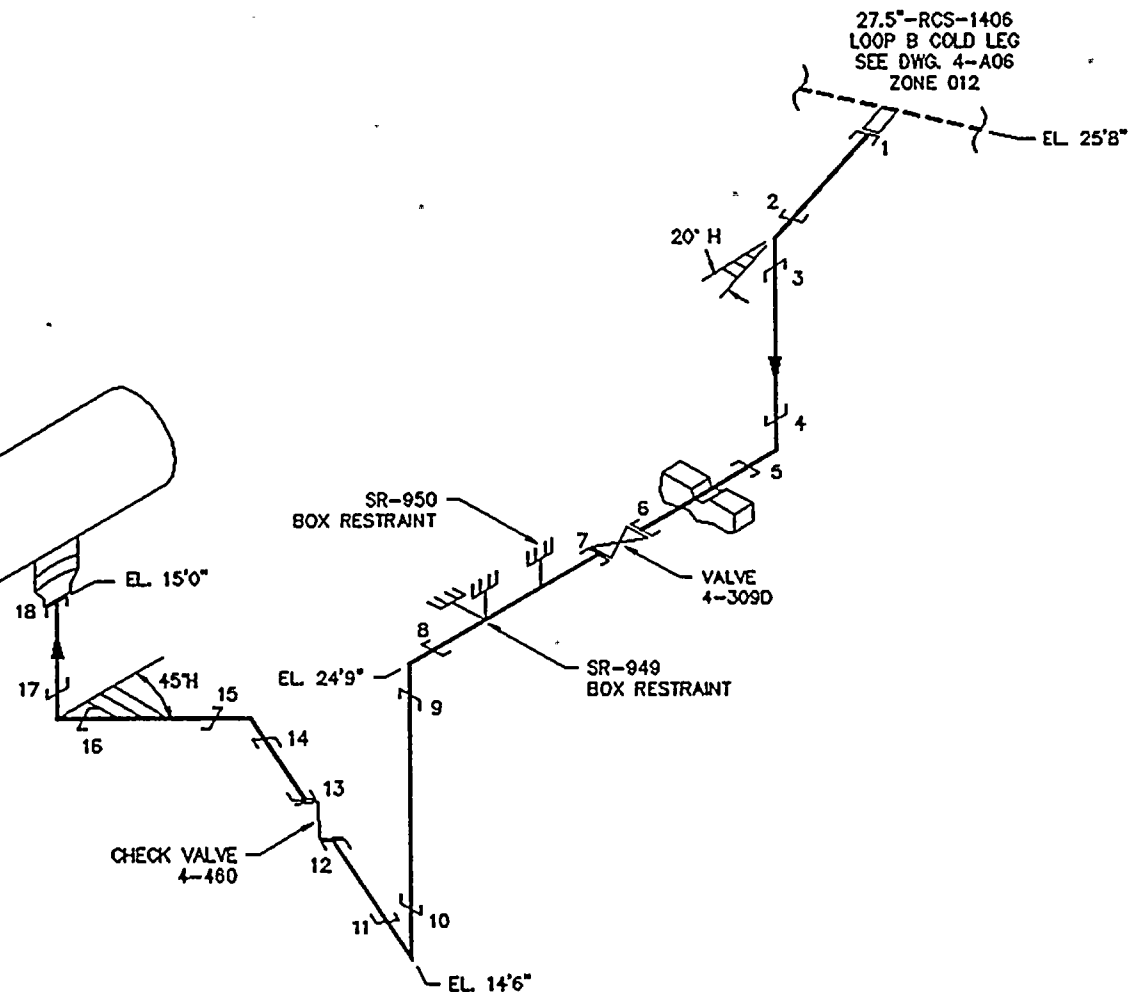 27.5"-RCS-1406
LOOP B COLD LEG
SEE DWG. 4-A06
ZONE 012
EL. 25'8"
1
2
20° H
3
4
5
SR-950
BOX RESTRAINT
6
7
VALVE
4-309D
EL. 15'0"
18
8
SR-949
BOX RESTRAINT
EL. 24'9"
17
45°H
15
9
16
14
13
CHECK VALVE
4-460
12
11
10
EL. 14'6"